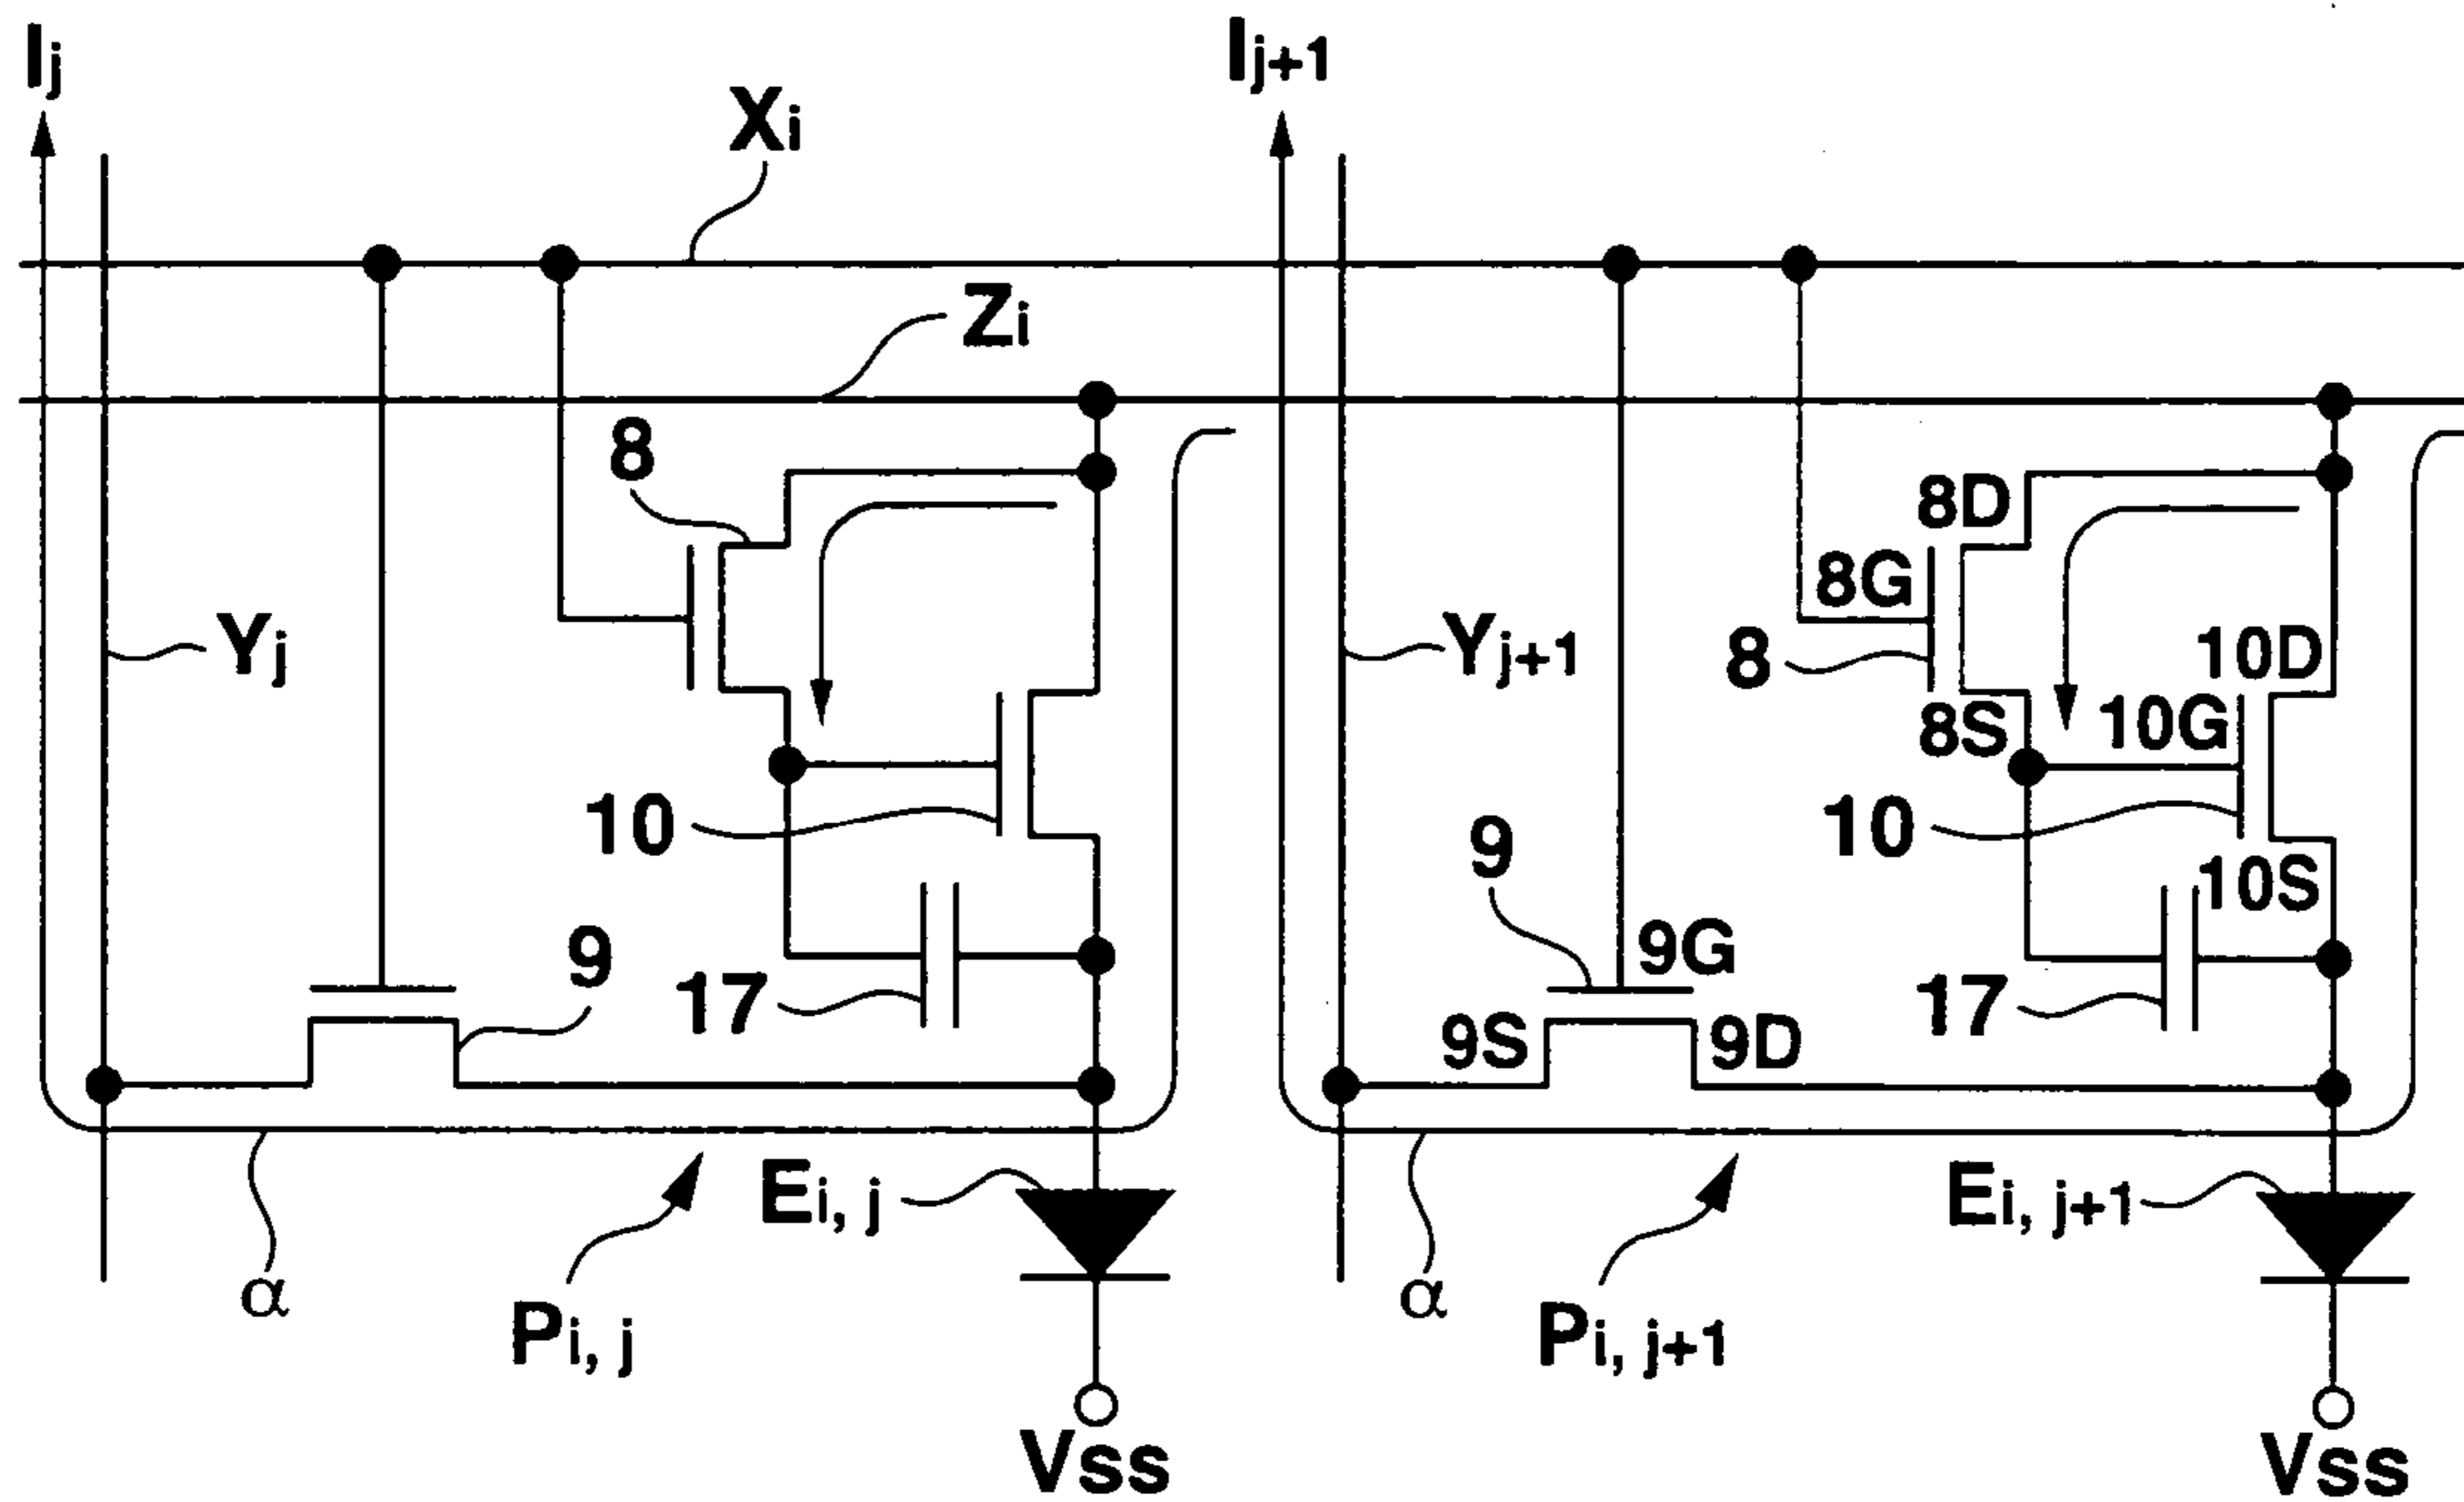 Ij
Ij+1
Xi
Zi
8
8D
8G
Yj
Yj+1
8
10D
8S
10G
10
9
10
10S
9
9G
17
17
9S
9D
Ei, j
Ei, j+1
α
α
Pi, j
Pi, j+1
VSS
VSS